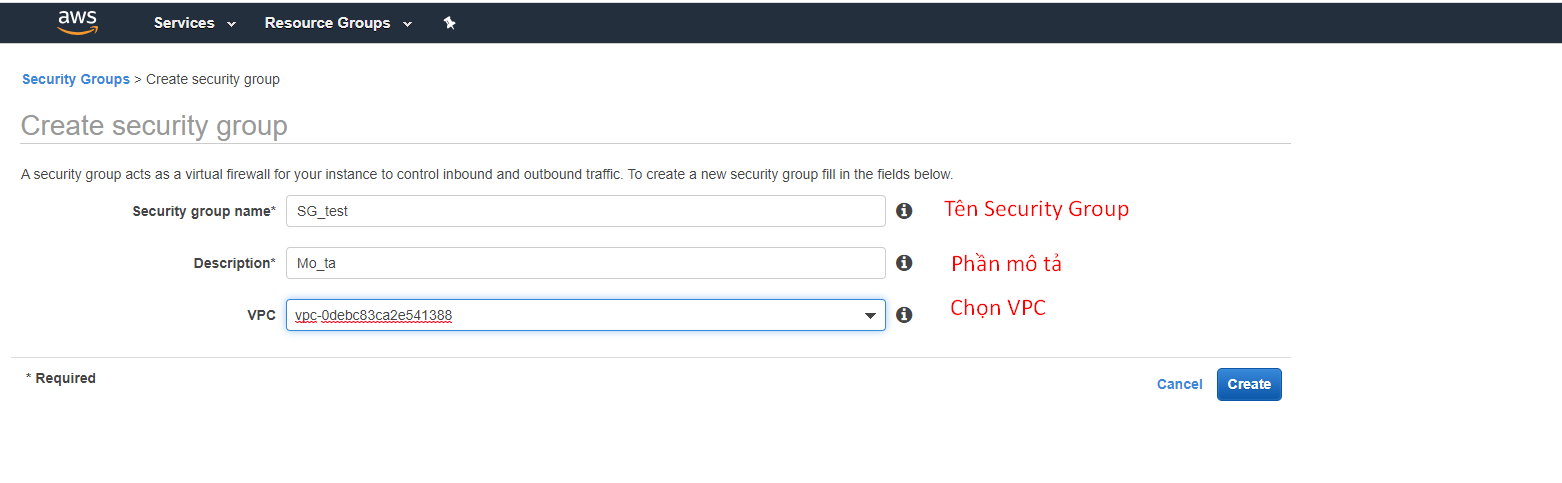 aws Services Resource Groups
Security Groups > Create security group
Create security group
A security group acts as a virtual firewall for your instance to control inbound and outbound traffic. To create a new security group fill in the fields below.
Security group name* SG_test Tên Security Group
Description* Mo_ta Phần mô tả
VPC vpc-0debc83ca2e541388 Chọn VPC
* Required
Cancel Create